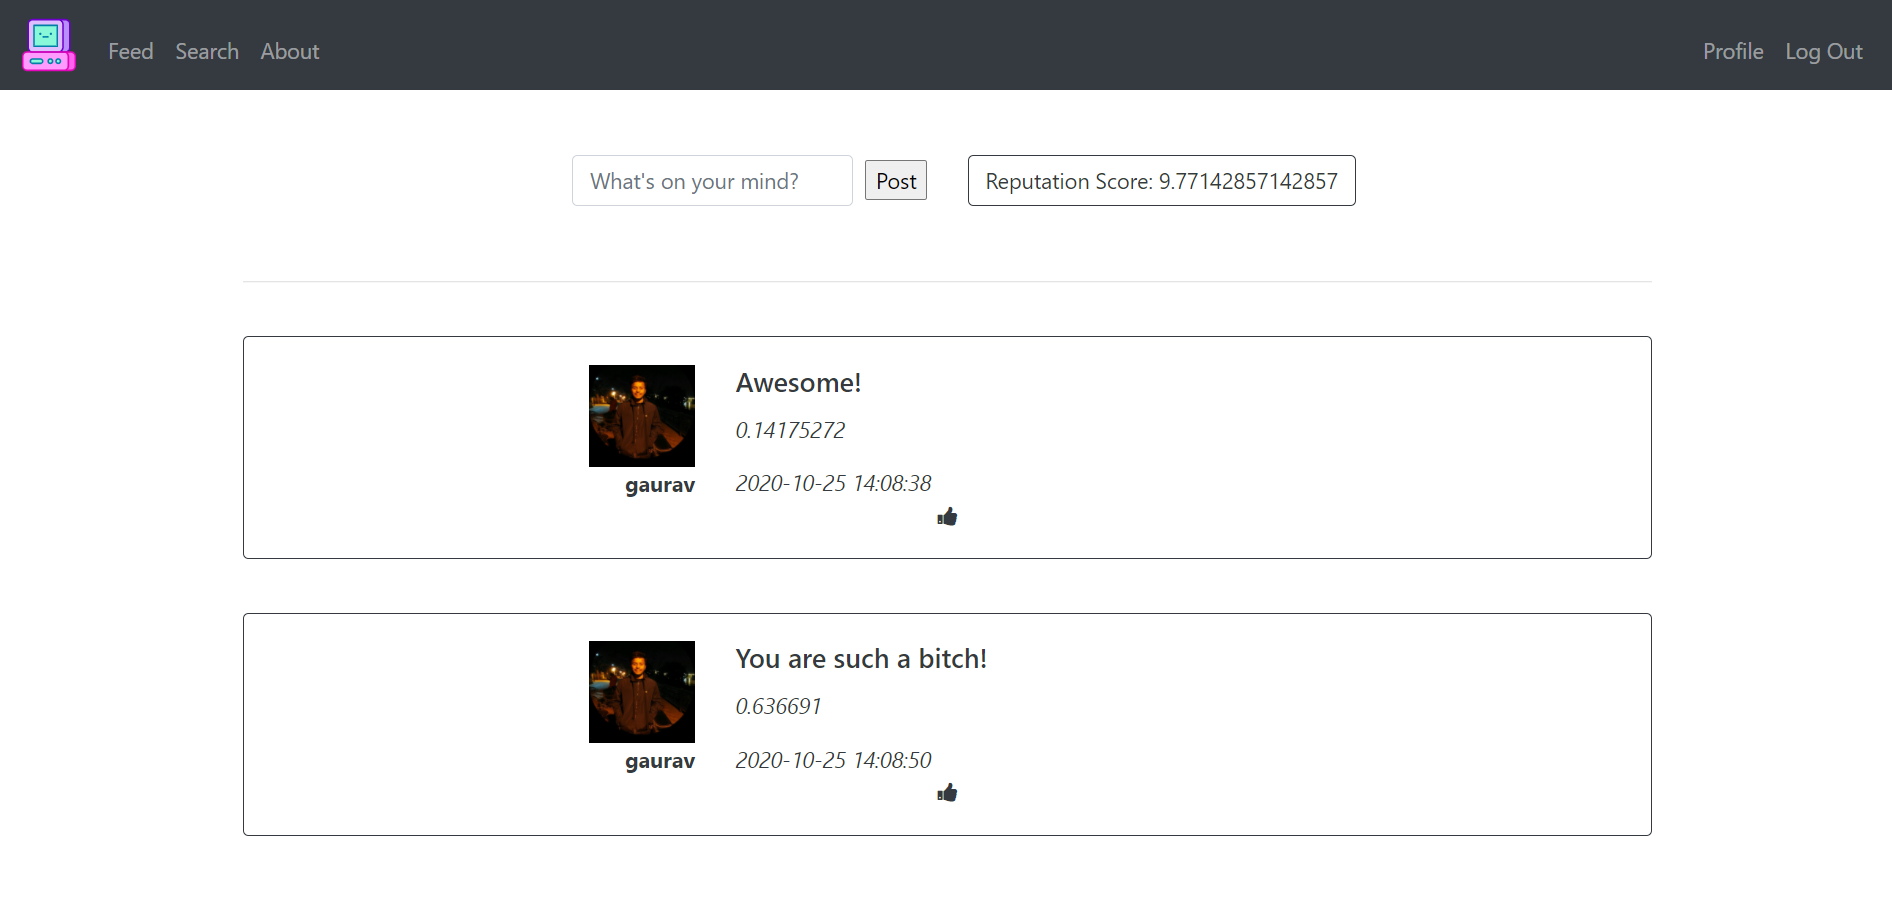 Feed Search About Profile Log Out
What's on your mind? Post Reputation Score: 9.77142857142857
Awesome!
0.14175272
2020-10-25 14:08:38
gaurav
You are such a bitch!
0.636691
2020-10-25 14:08:50
gaurav